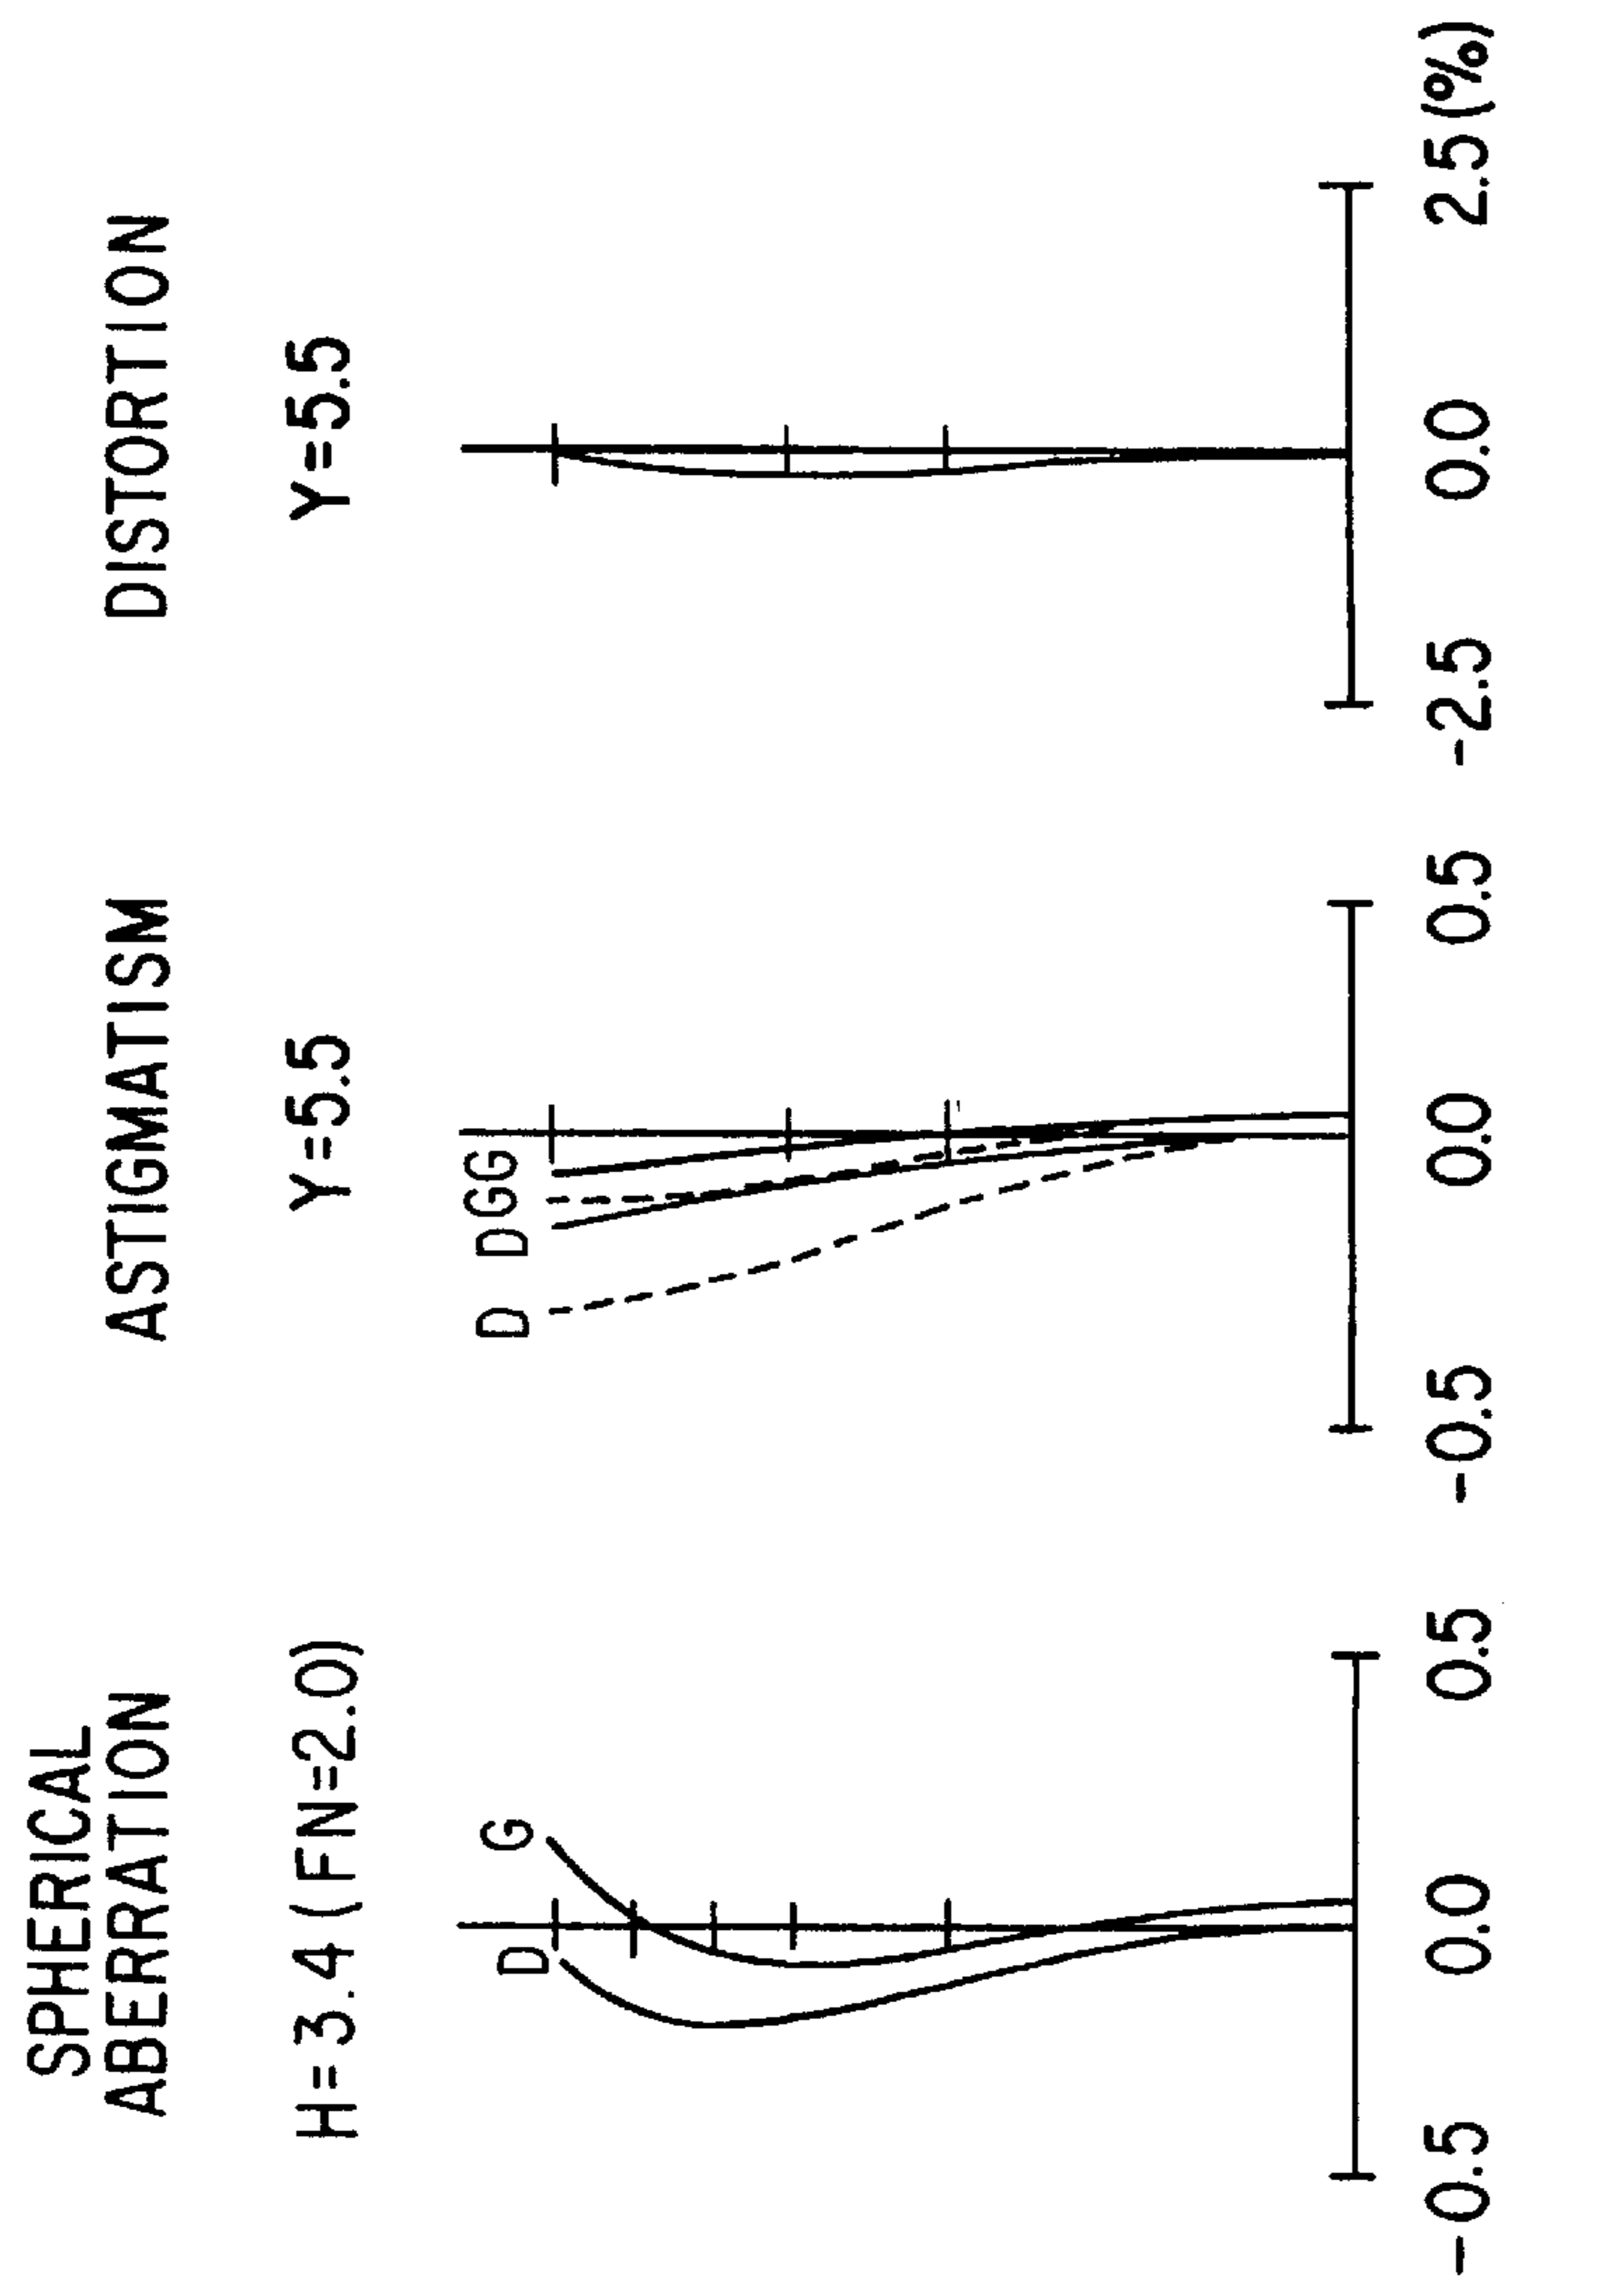 SPHERICAL
ABERRATION
H=3.4 (FN=2.0)
D
G
-0.5
0.0
0.5
ASTIGMATISM
Y=5.5
D
D
G
G
-0.5
0.0
0.5
DISTORTION
Y=5.5
-2.5
0.0
2.5(%)